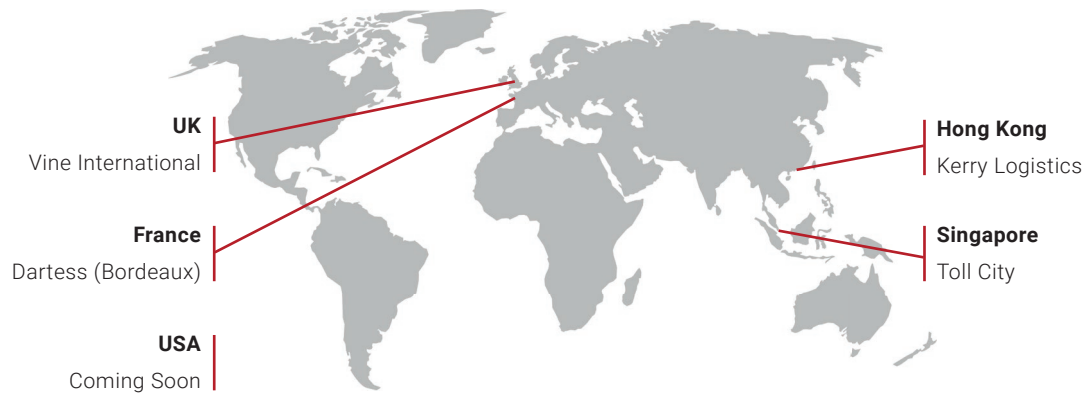 UK
Vine International
France
Dartess (Bordeaux)
USA
Coming Soon
Hong Kong
Kerry Logistics
Singapore
Toll City